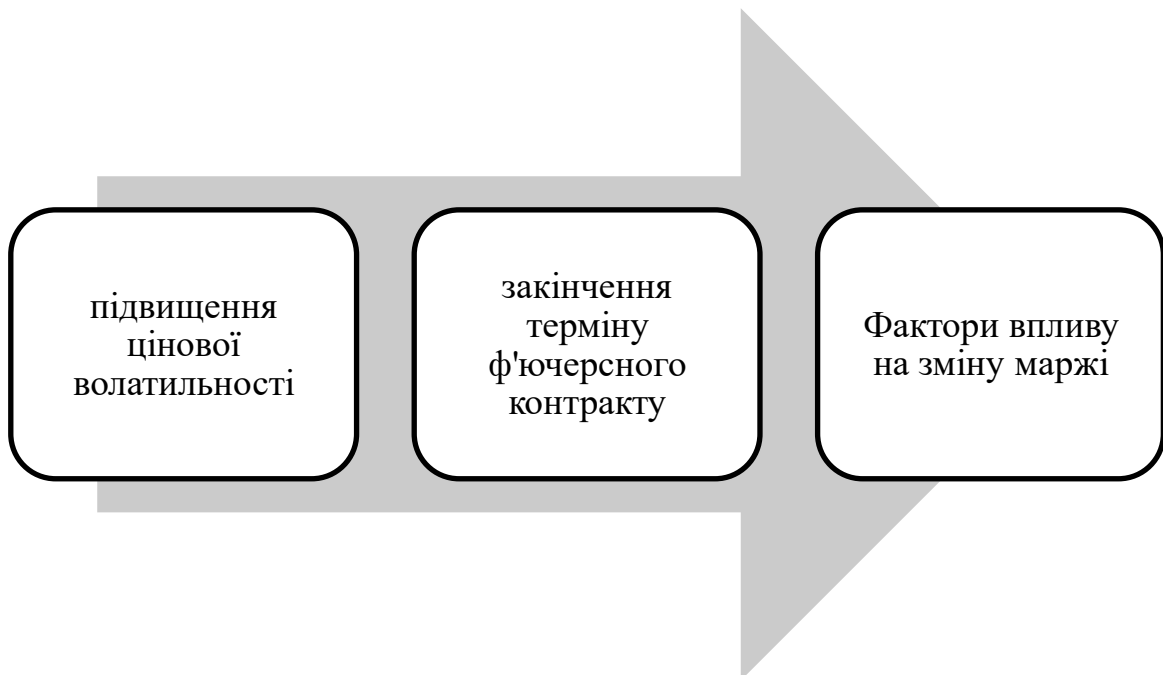 підвищення
цінової
волатильності
закінчення
терміну
ф'ючерсного
контракту
Фактори впливу
на зміну маржі